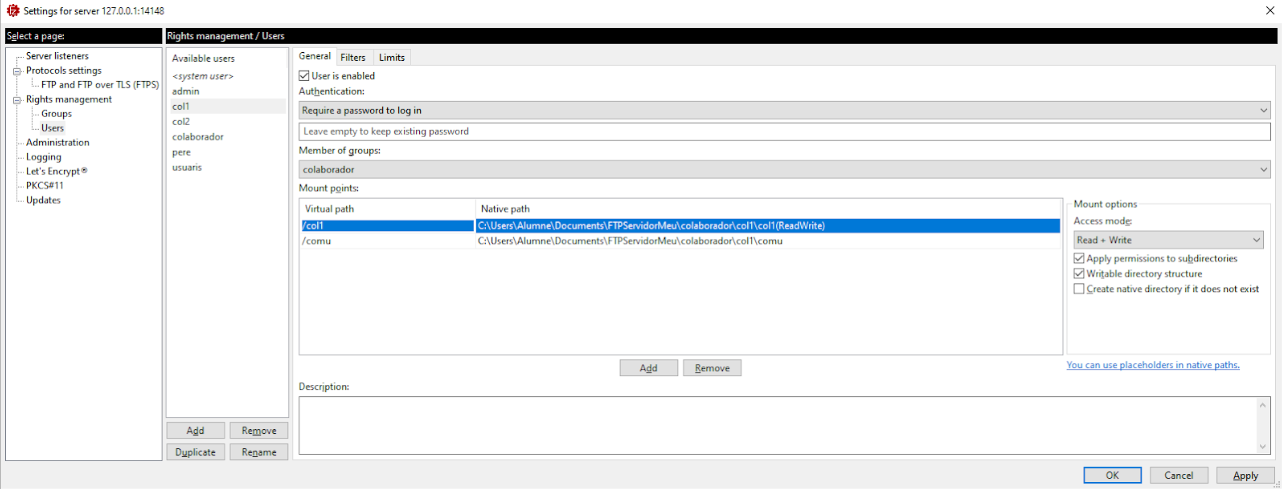 Settings for server 127.0.0.1:14148
Select a page:
Server listeners
Protocols settings
FTP and FTP over TLS (FTPS)
Rights management
Groups
Users
Administration
Logging
Let's Encrypt®
PKCS#11
Updates
Rights management / Users
Available users
<system user>
admin
col1
col2
colaborador
pere
usuaris
Add Remove
Duplicate Rename
General Filters Limits
User is enabled
Authentication:
Require a password to log in
Leave empty to keep existing password
Member of groups:
colaborador
Mount points:
Virtual path Native path
/col1 C:\Users\Alumne\Documents\FTPServidorMeu\colaborador\col1\col1(ReadWrite)
/comu C:\Users\Alumne\Documents\FTPServidorMeu\colaborador\col1\comu
Mount options
Access mode:
Read + Write
Apply permissions to subdirectories
Writable directory structure
Create native directory if it does not exist
Add Remove
You can use placeholders in native paths.
Description:
OK Cancel Apply